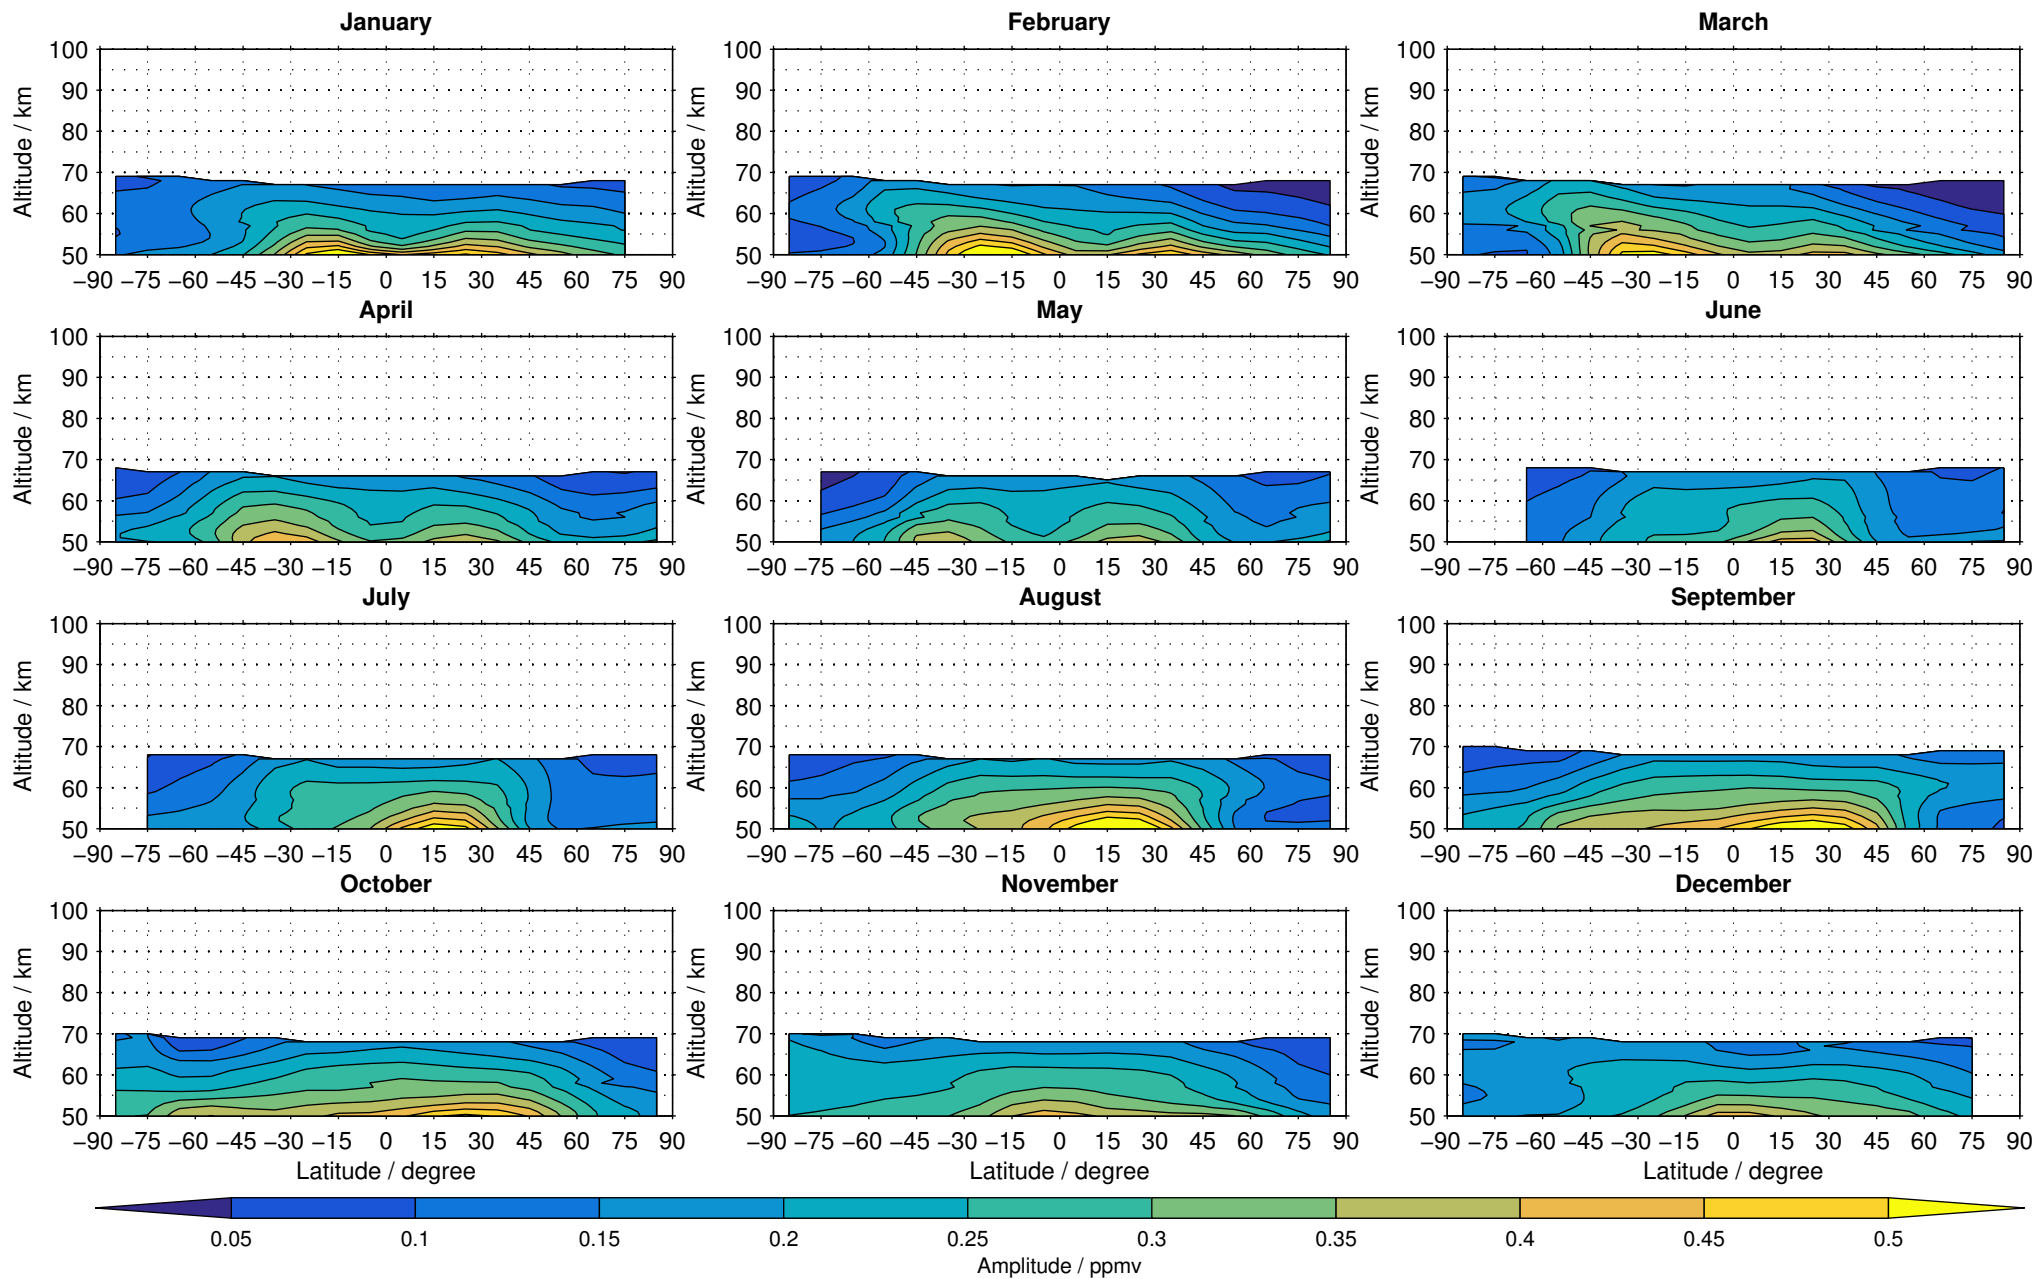 January February March
100 100 100
90 90 90
80 80 80
70 70 70
60 60 60
50 50 50
Altitude / km Altitude / km Altitude / km
−90 −75 −60 −45 −30 −15 0 15 30 45 60 75 90 −90 −75 −60 −45 −30 −15 0 15 30 45 60 75 90 −90 −75 −60 −45 −30 −15 0 15 30 45 60 75 90
April May June
100 100 100
90 90 90
80 80 80
70 70 70
60 60 60
50 50 50
Altitude / km Altitude / km Altitude / km
−90 −75 −60 −45 −30 −15 0 15 30 45 60 75 90 −90 −75 −60 −45 −30 −15 0 15 30 45 60 75 90 −90 −75 −60 −45 −30 −15 0 15 30 45 60 75 90
July August September
100 100 100
90 90 90
80 80 80
70 70 70
60 60 60
50 50 50
Altitude / km Altitude / km Altitude / km
−90 −75 −60 −45 −30 −15 0 15 30 45 60 75 90 −90 −75 −60 −45 −30 −15 0 15 30 45 60 75 90 −90 −75 −60 −45 −30 −15 0 15 30 45 60 75 90
October November December
100 100 100
90 90 90
80 80 80
70 70 70
60 60 60
50 50 50
Altitude / km Altitude / km Altitude / km
−90 −75 −60 −45 −30 −15 0 15 30 45 60 75 90 −90 −75 −60 −45 −30 −15 0 15 30 45 60 75 90 −90 −75 −60 −45 −30 −15 0 15 30 45 60 75 90
Latitude / degree Latitude / degree Latitude / degree
0.05 0.1 0.15 0.2 0.25 0.3 0.35 0.4 0.45 0.5
Amplitude / ppmv